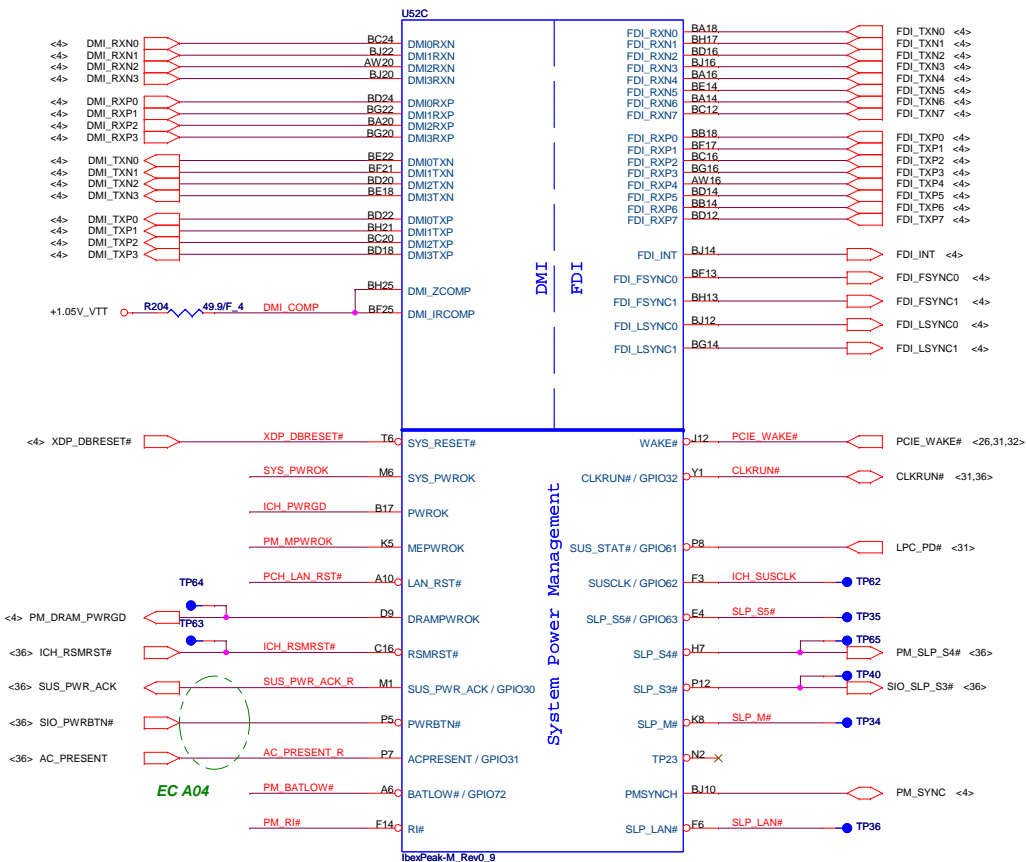 U52C
<4> DMI_RXN0 BC24 DMI0RXN
<4> DMI_RXN1 BJ22 DMI1RXN
<4> DMI_RXN2 AW20 DMI2RXN
<4> DMI_RXN3 BJ20 DMI3RXN
<4> DMI_RXP0 BD24 DMI0RXP
<4> DMI_RXP1 BG22 DMI1RXP
<4> DMI_RXP2 BA20 DMI2RXP
<4> DMI_RXP3 BG20 DMI3RXP
<4> DMI_TXN0 BE22 DMI0TXN
<4> DMI_TXN1 BF21 DMI1TXN
<4> DMI_TXN2 BD20 DMI2TXN
<4> DMI_TXN3 BE18 DMI3TXN
<4> DMI_TXP0 BD22 DMI0TXP
<4> DMI_TXP1 BH21 DMI1TXP
<4> DMI_TXP2 BC20 DMI2TXP
<4> DMI_TXP3 BD18 DMI3TXP
BH25 DMI_ZCOMP
+1.05V_VTT R204 49.9/F_4 DMI_COMP BF25 DMI_IRCOMP
DMI
FDI
FDI_RXN0 BA18 FDI_TXN0 <4>
FDI_RXN1 BH17 FDI_TXN1 <4>
FDI_RXN2 BD16 FDI_TXN2 <4>
FDI_RXN3 BJ16 FDI_TXN3 <4>
FDI_RXN4 BA16 FDI_TXN4 <4>
FDI_RXN5 BE14 FDI_TXN5 <4>
FDI_RXN6 BA14 FDI_TXN6 <4>
FDI_RXN7 BC12 FDI_TXN7 <4>
FDI_RXP0 BB18 FDI_TXP0 <4>
FDI_RXP1 BF17 FDI_TXP1 <4>
FDI_RXP2 BC16 FDI_TXP2 <4>
FDI_RXP3 BG16 FDI_TXP3 <4>
FDI_RXP4 AW16 FDI_TXP4 <4>
FDI_RXP5 BD14 FDI_TXP5 <4>
FDI_RXP6 BB14 FDI_TXP6 <4>
FDI_RXP7 BD12 FDI_TXP7 <4>
FDI_INT BJ14 FDI_INT <4>
FDI_FSYNC0 BF13 FDI_FSYNC0 <4>
FDI_FSYNC1 BH13 FDI_FSYNC1 <4>
FDI_LSYNC0 BJ12 FDI_LSYNC0 <4>
FDI_LSYNC1 BG14 FDI_LSYNC1 <4>
<4> XDP_DBRESET# XDP_DBRESET# T6 SYS_RESET#
SYS_PWROK M6 SYS_PWROK
ICH_PWRGD B17 PWROK
PM_MPWROK K5 MEPWROK
PCH_LAN_RST# A10 LAN_RST#
TP64
<4> PM_DRAM_PWRGD D9 DRAMPWROK
TP63
<36> ICH_RSMRST# ICH_RSMRST# C16 RSMRST#
<36> SUS_PWR_ACK SUS_PWR_ACK_R M1 SUS_PWR_ACK / GPIO30
<36> SIO_PWRBTN# P5 PWRBTN#
<36> AC_PRESENT AC_PRESENT_R P7 ACPRESENT / GPIO31
EC A04
PM_BATLOW# A6 BATLOW# / GPIO72
PM_RI# F14 RI#
System Power Management
WAKE# J12 PCIE_WAKE# PCIE_WAKE# <26,31,32>
CLKRUN# / GPIO32 Y1 CLKRUN# CLKRUN# <31,36>
SUS_STAT# / GPIO61 P8 LPC_PD# <31>
SUSCLK / GPIO62 F3 ICH_SUSCLK TP62
SLP_S5# / GPIO63 E4 SLP_S5# TP35
TP65
SLP_S4# H7 PM_SLP_S4# <36>
TP40
SLP_S3# P12 SIO_SLP_S3# <36>
SLP_M# K8 SLP_M# TP34
TP23 N2
PMSYNCH BJ10 PM_SYNC <4>
SLP_LAN# F6 SLP_LAN# TP36
IbexPeak-M_Rev0_9